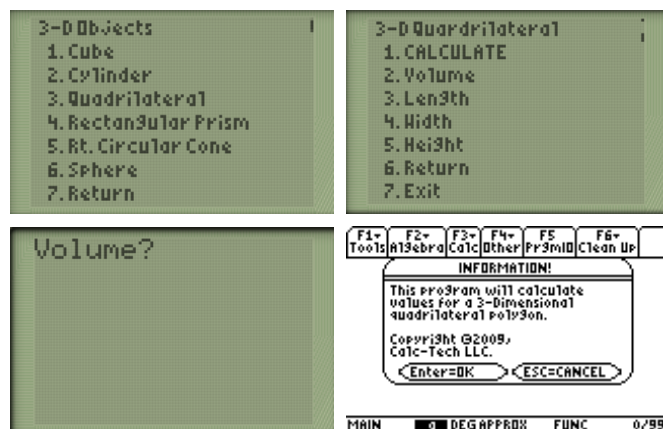 3-D Objects
1.Cube
2.Cylinder
3.Quadrilateral
4.Rectangular Prism
5.Rt. Circular Cone
6.Sphere
7.Return
3-D Quardrilateral
1.CALCULATE
2.Volume
3.Length
4.Width
5.Height
6.Return
7.Exit
Volume?
F1 F2 F3 F4 F5 F6
Tools Algebra Calc Other PrgmIO Clean Up
INFORMATION!
This program will calculate
values for a 3-Dimensional
quadrilateral polygon.
Copyright ©2009,
Calc-Tech LLC.
Enter=OK ESC=CANCEL
MAIN DEG APPROX FUNC 0/99